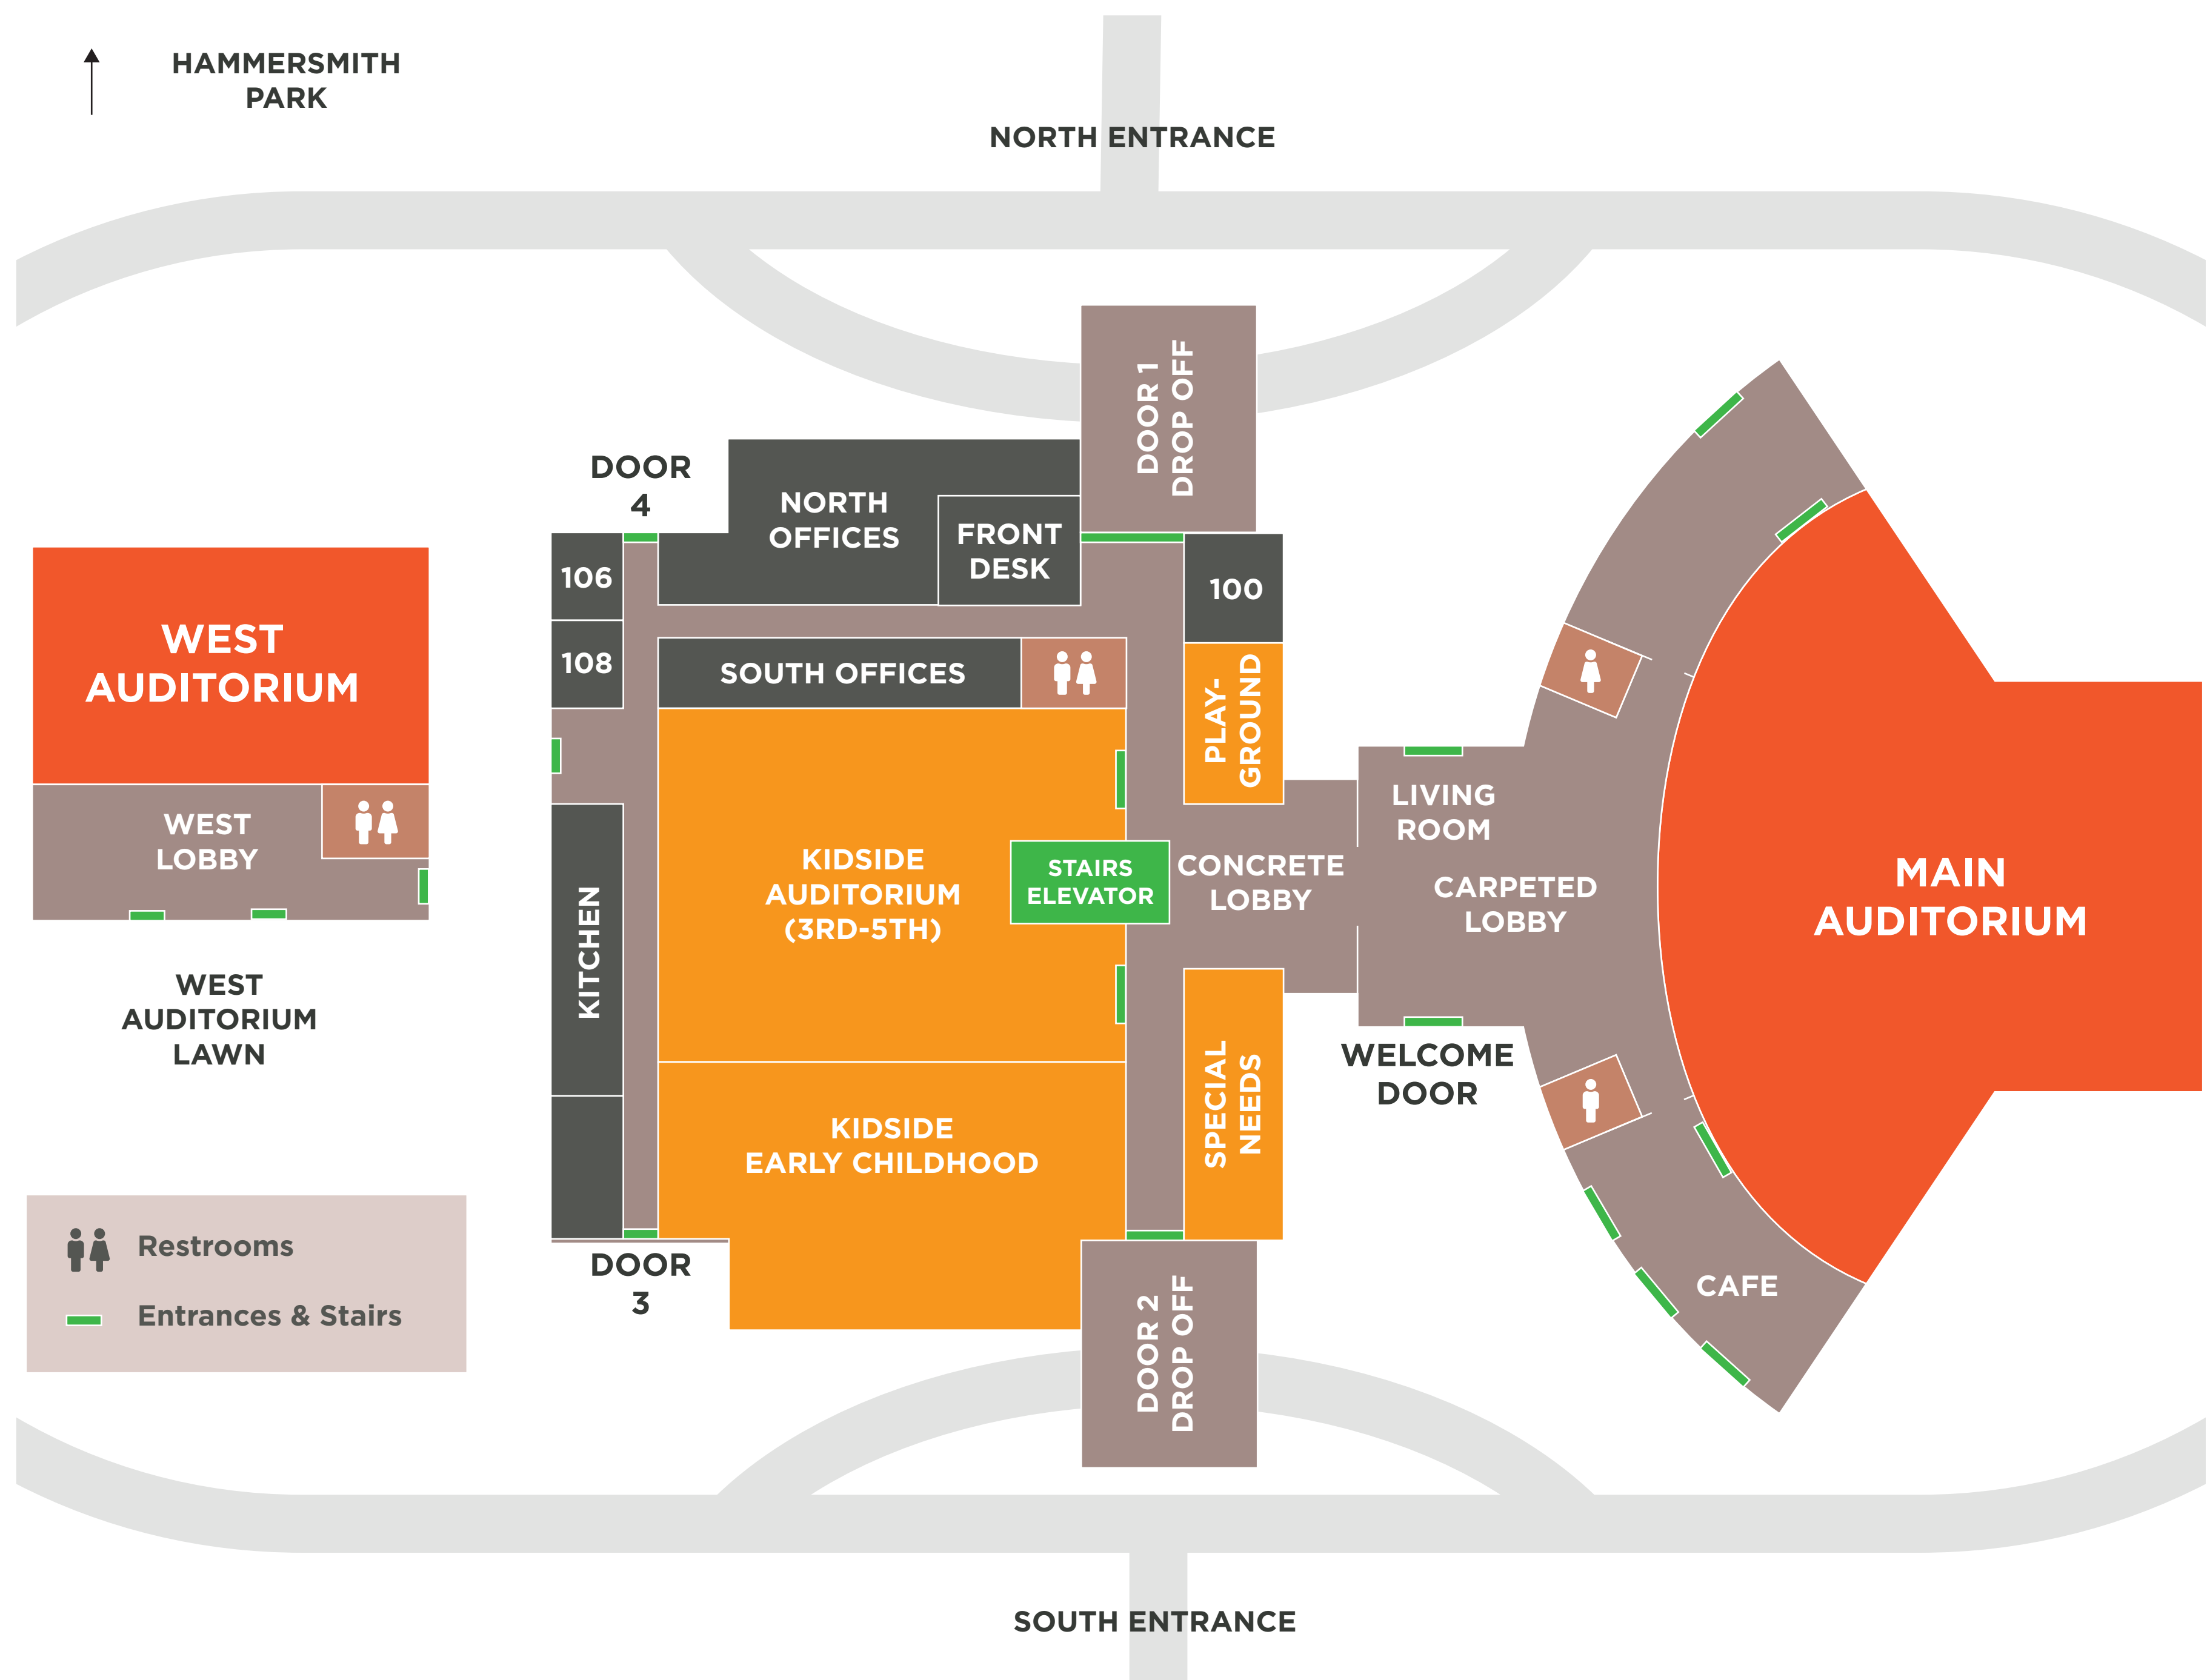 HAMMERSMITH
PARK
NORTH ENTRANCE
DOOR 1
DROP OFF
DOOR
4
NORTH
OFFICES
FRONT
DESK
106
100
108
SOUTH OFFICES
PLAY-
GROUND
WEST
AUDITORIUM
WEST
LOBBY
LIVING
ROOM
KIDSIDE
AUDITORIUM
(3RD-5TH)
STAIRS
ELEVATOR
CONCRETE
LOBBY
CARPETED
LOBBY
MAIN
AUDITORIUM
KITCHEN
WEST
AUDITORIUM
LAWN
WELCOME
DOOR
SPECIAL
NEEDS
KIDSIDE
EARLY CHILDHOOD
Restrooms
Entrances & Stairs
DOOR
3
DOOR 2
DROP OFF
CAFE
SOUTH ENTRANCE